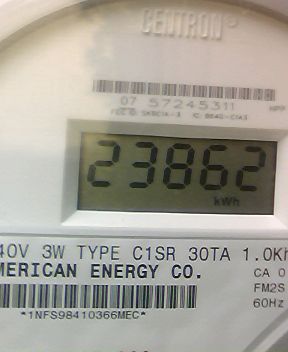 CENTRON
07 57245311
23862
kWh
40V 3W TYPE C1SR 30TA 1.0Kh
MERICAN ENERGY CO.
CA 0
FM2S
60Hz
*1NFS98410366MEC*